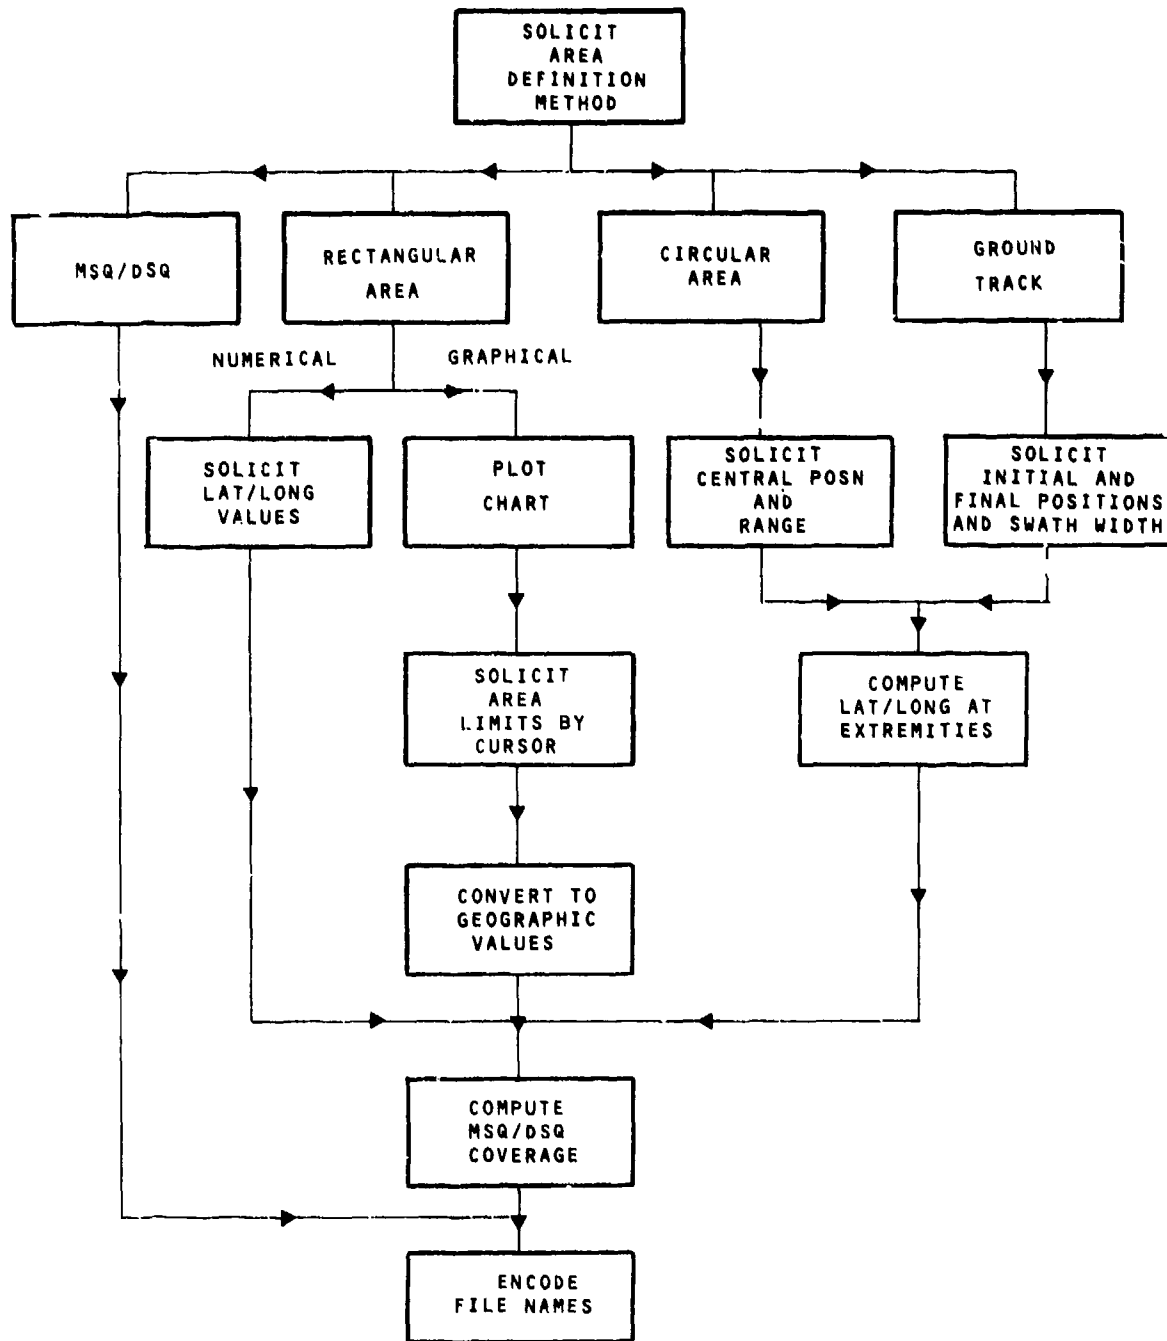 SOLICIT
AREA
DEFINITION
METHOD
MSQ/DSQ
RECTANGULAR
AREA
CIRCULAR
AREA
GROUND
TRACK
NUMERICAL
GRAPHICAL
SOLICIT
LAT/LONG
VALUES
PLOT
CHART
SOLICIT
CENTRAL POSN
AND
RANGE
SOLICIT
INITIAL AND
FINAL POSITIONS
AND SWATH WIDTH
SOLICIT
AREA
LIMITS BY
CURSOR
COMPUTE
LAT/LONG AT
EXTREMITIES
CONVERT TO
GEOGRAPHIC
VALUES
COMPUTE
MSQ/DSQ
COVERAGE
ENCODE
FILE NAMES